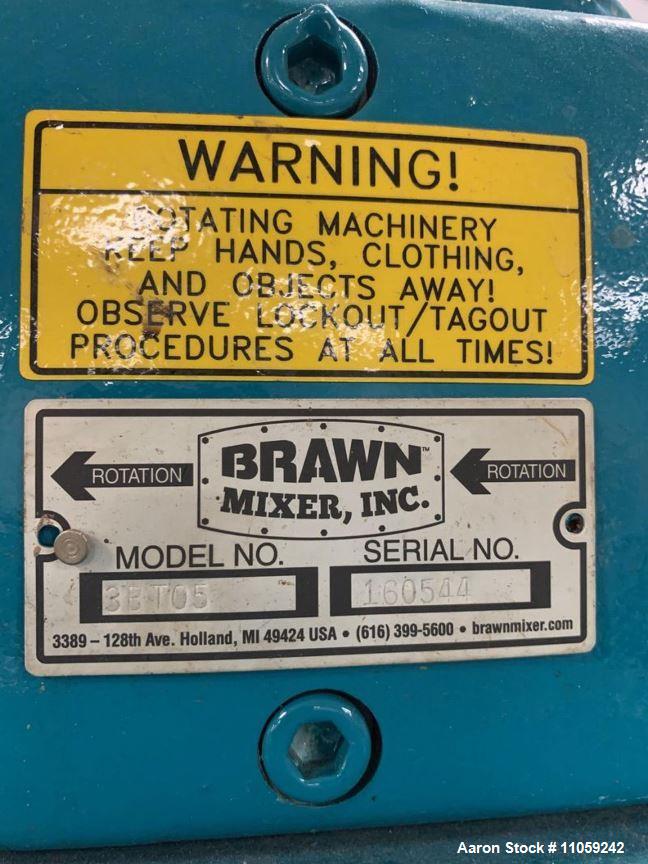 WARNING!
ROTATING MACHINERY
KEEP HANDS, CLOTHING,
AND OBJECTS AWAY!
OBSERVE LOCKOUT/TAGOUT
PROCEDURES AT ALL TIMES!
ROTATION
BRAWN™
MIXER, INC.
ROTATION
MODEL NO.
SERIAL NO.
3BT05
160544
3389 – 128th Ave. Holland, MI 49424 USA • (616) 399-5600 • brawnmixer.com
Aaron Stock # 11059242